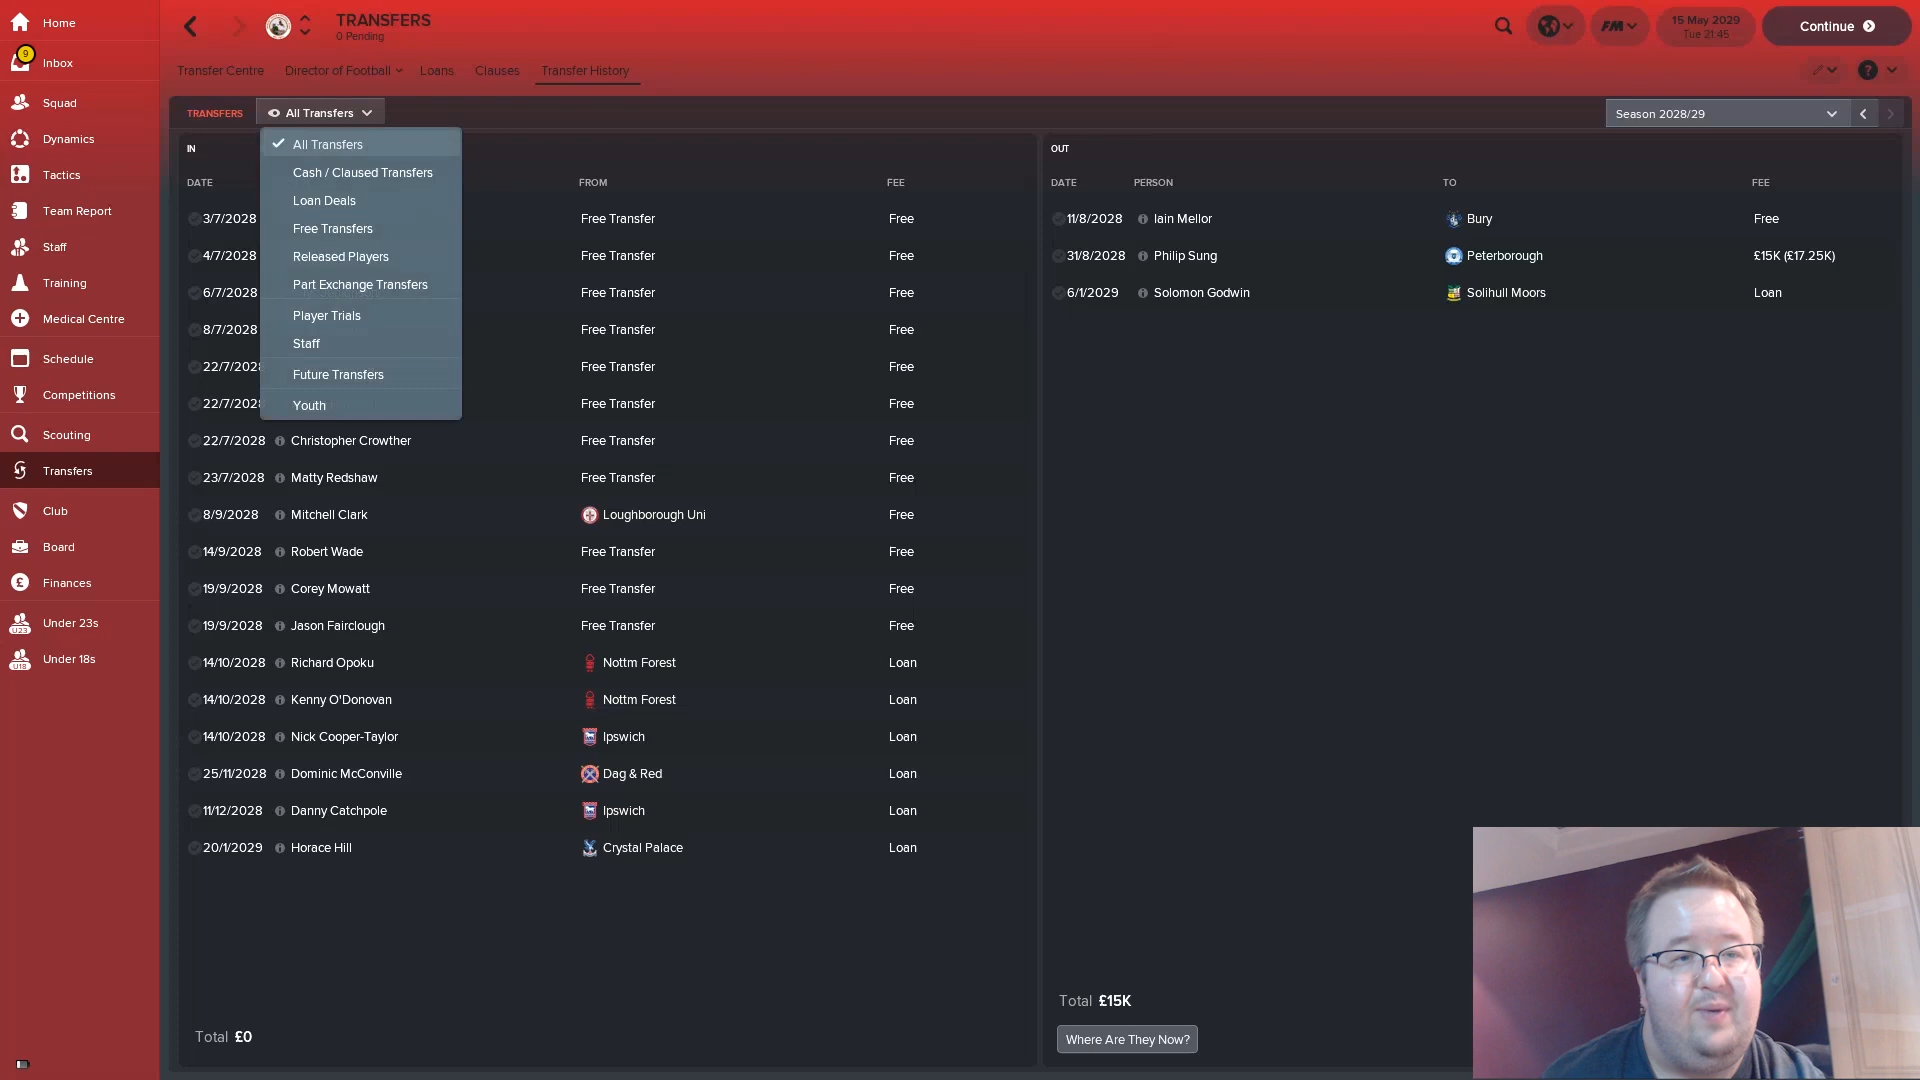 Home
9
Inbox
Squad
Dynamics
Tactics
Team Report
Staff
Training
Medical Centre
Schedule
Competitions
Scouting
Transfers
Club
Board
Finances
U23
Under 23s
U18
Under 18s
TRANSFERS
0 Pending
FM
15 May 2029
Tue 21:45
Continue
Transfer Centre
Director of Football
Loans
Clauses
Transfer History
?
TRANSFERS
All Transfers
Season 2028/29
All Transfers
Cash / Claused Transfers
Loan Deals
Free Transfers
Released Players
Part Exchange Transfers
Player Trials
Staff
Future Transfers
Youth
IN
DATE FROM FEE
3/7/2028 Free Transfer Free
4/7/2028 Free Transfer Free
6/7/2028 Free Transfer Free
8/7/2028 Free Transfer Free
22/7/2028 Free Transfer Free
22/7/2028 Free Transfer Free
22/7/2028 Christopher Crowther Free Transfer Free
23/7/2028 Matty Redshaw Free Transfer Free
8/9/2028 Mitchell Clark Loughborough Uni Free
14/9/2028 Robert Wade Free Transfer Free
19/9/2028 Corey Mowatt Free Transfer Free
19/9/2028 Jason Fairclough Free Transfer Free
14/10/2028 Richard Opoku Nottm Forest Loan
14/10/2028 Kenny O'Donovan Nottm Forest Loan
14/10/2028 Nick Cooper-Taylor Ipswich Loan
25/11/2028 Dominic McConville Dag & Red Loan
11/12/2028 Danny Catchpole Ipswich Loan
20/1/2029 Horace Hill Crystal Palace Loan
Total £0
OUT
DATE PERSON TO FEE
11/8/2028 Iain Mellor Bury Free
31/8/2028 Philip Sung Peterborough £15K (£17.25K)
6/1/2029 Solomon Godwin Solihull Moors Loan
Total £15K
Where Are They Now?